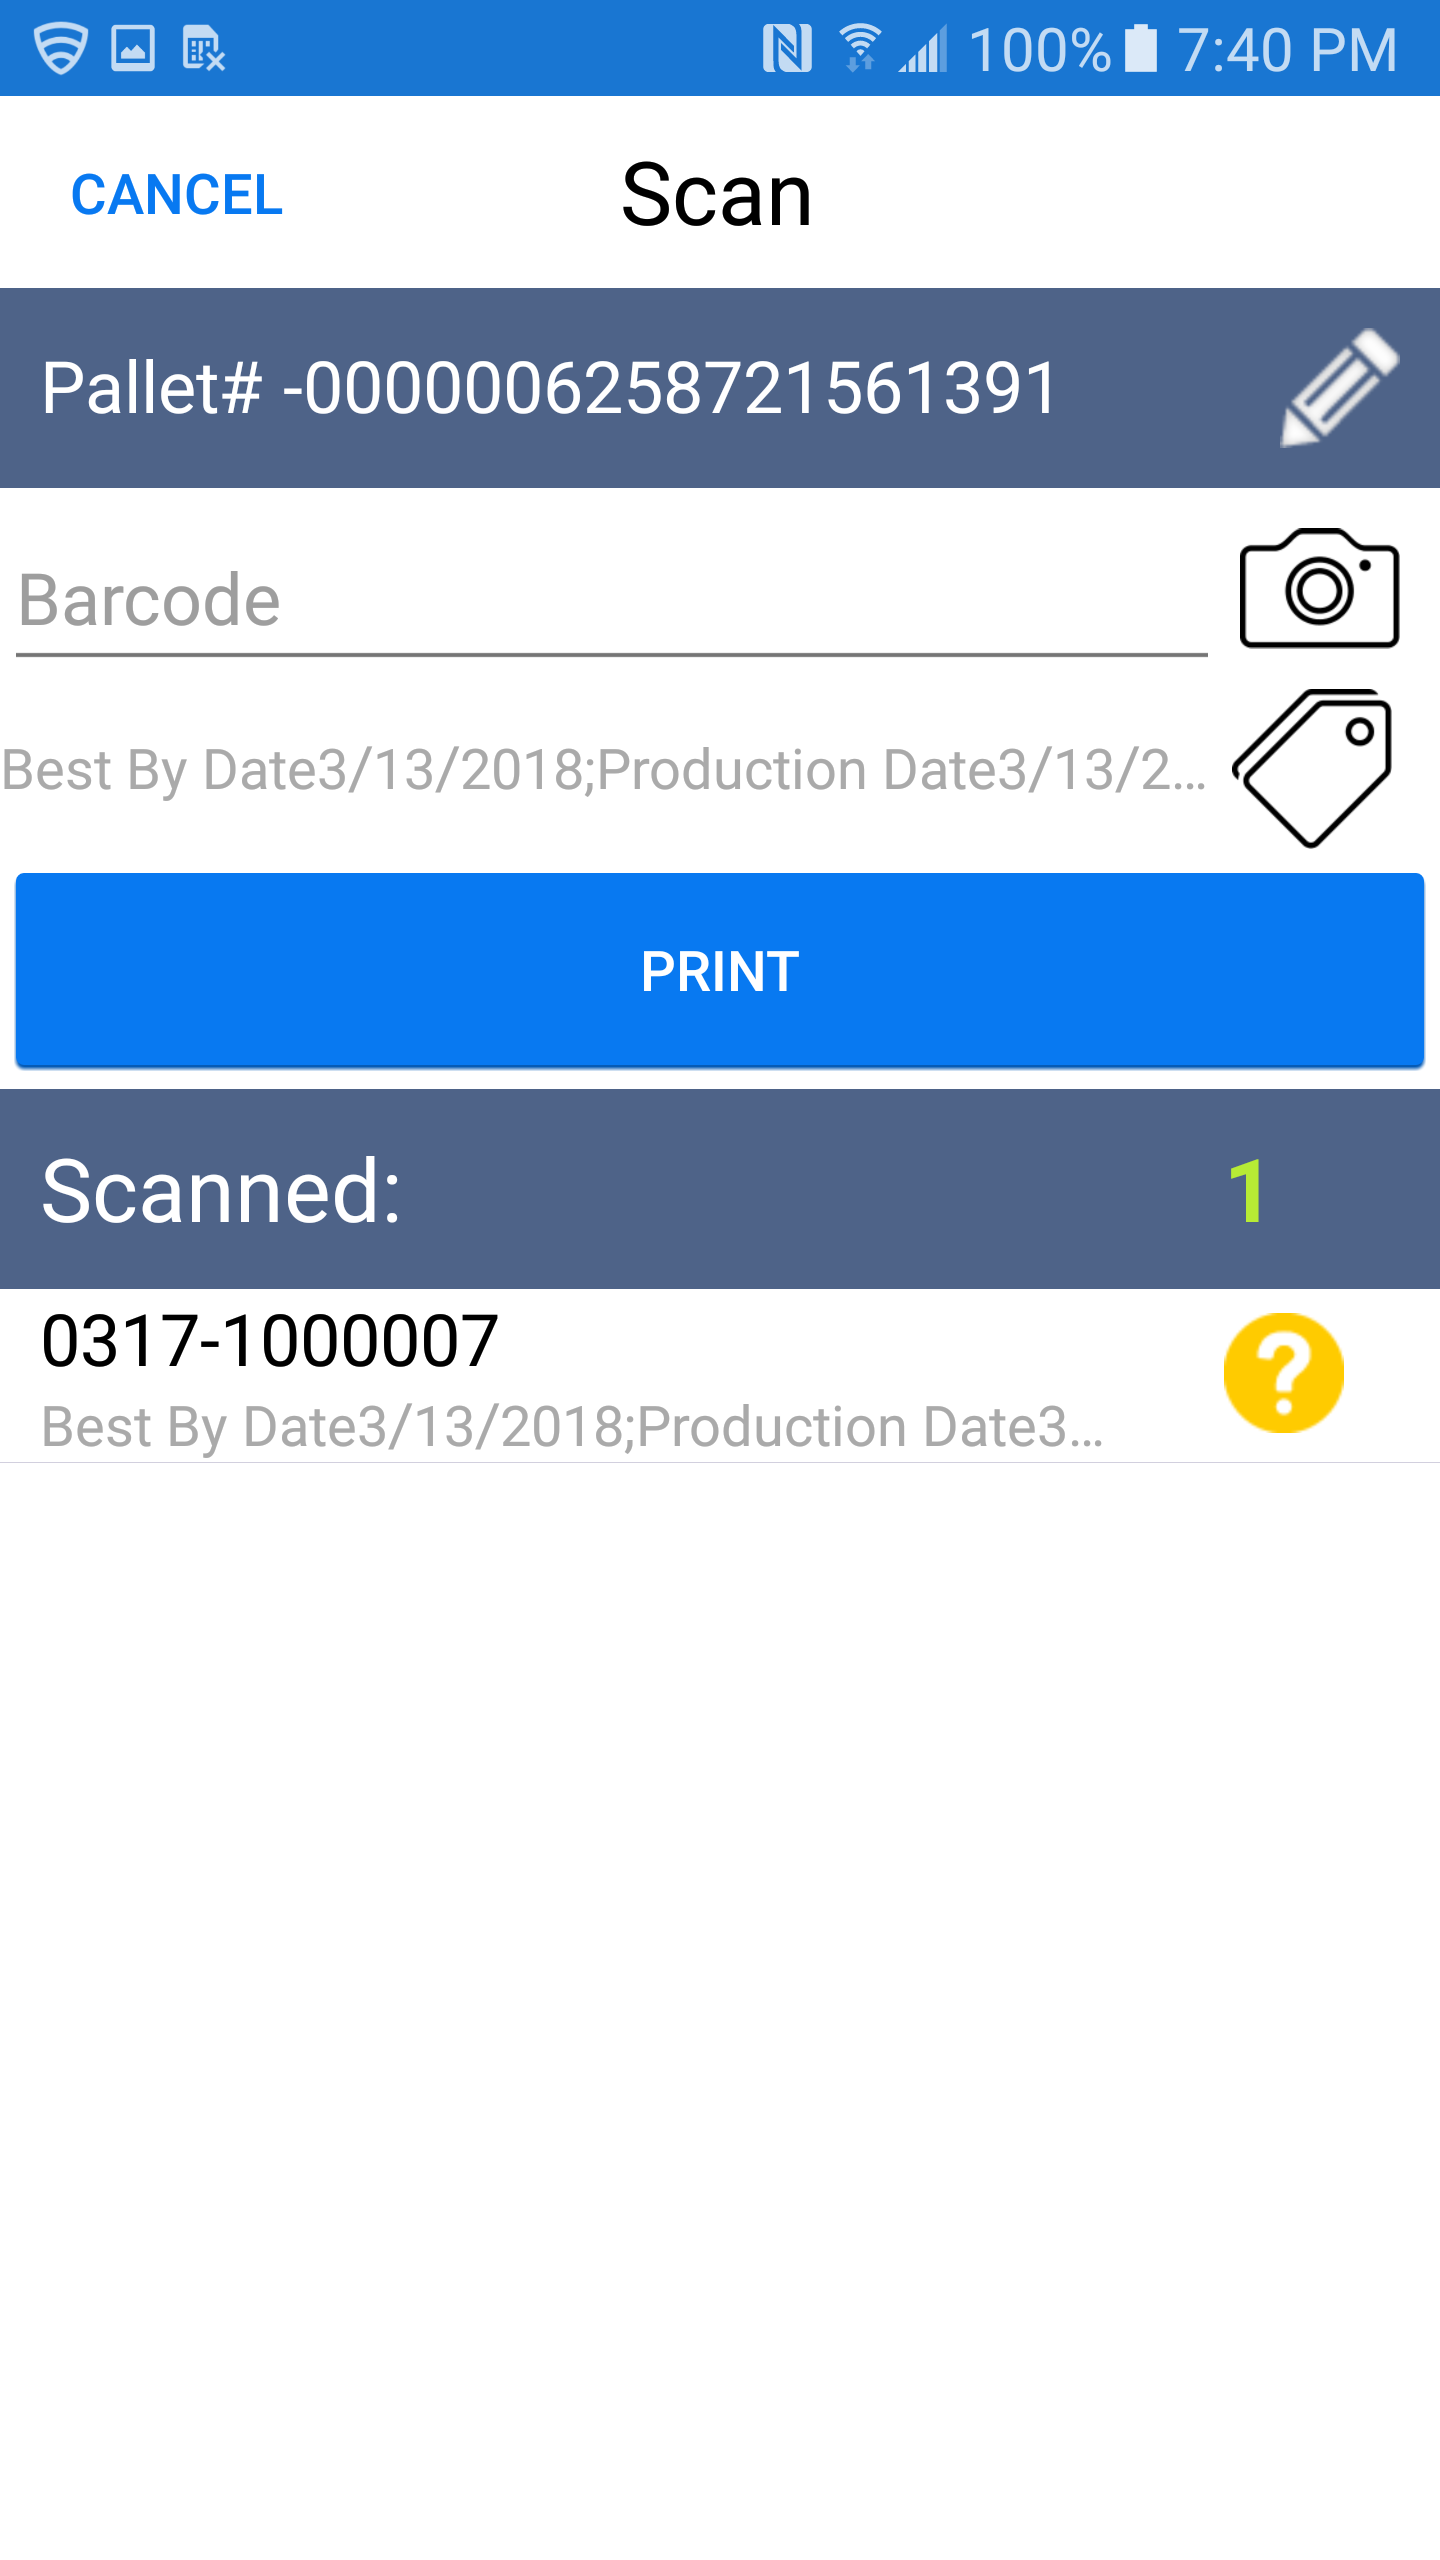 100% 7:40 PM
CANCEL Scan
Pallet# -0000006258721561391
Barcode
Best By Date3/13/2018;Production Date3/13/2...
PRINT
Scanned: 1
0317-1000007
Best By Date3/13/2018;Production Date3...